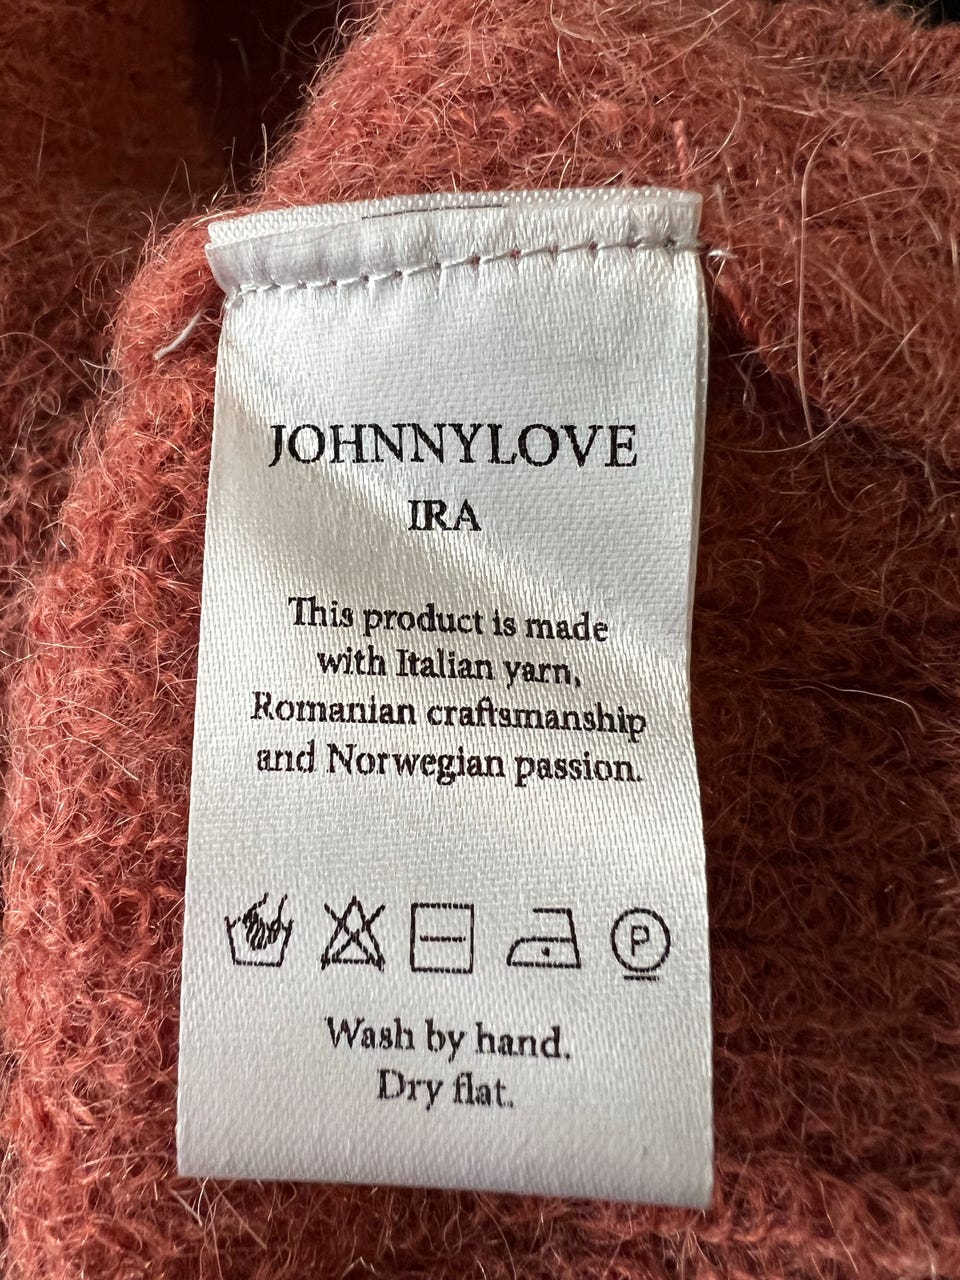 JOHNNYLOVE
IRA
This product is made
with Italian yarn,
Romanian craftsmanship
and Norwegian passion.
P
Wash by hand.
Dry flat.